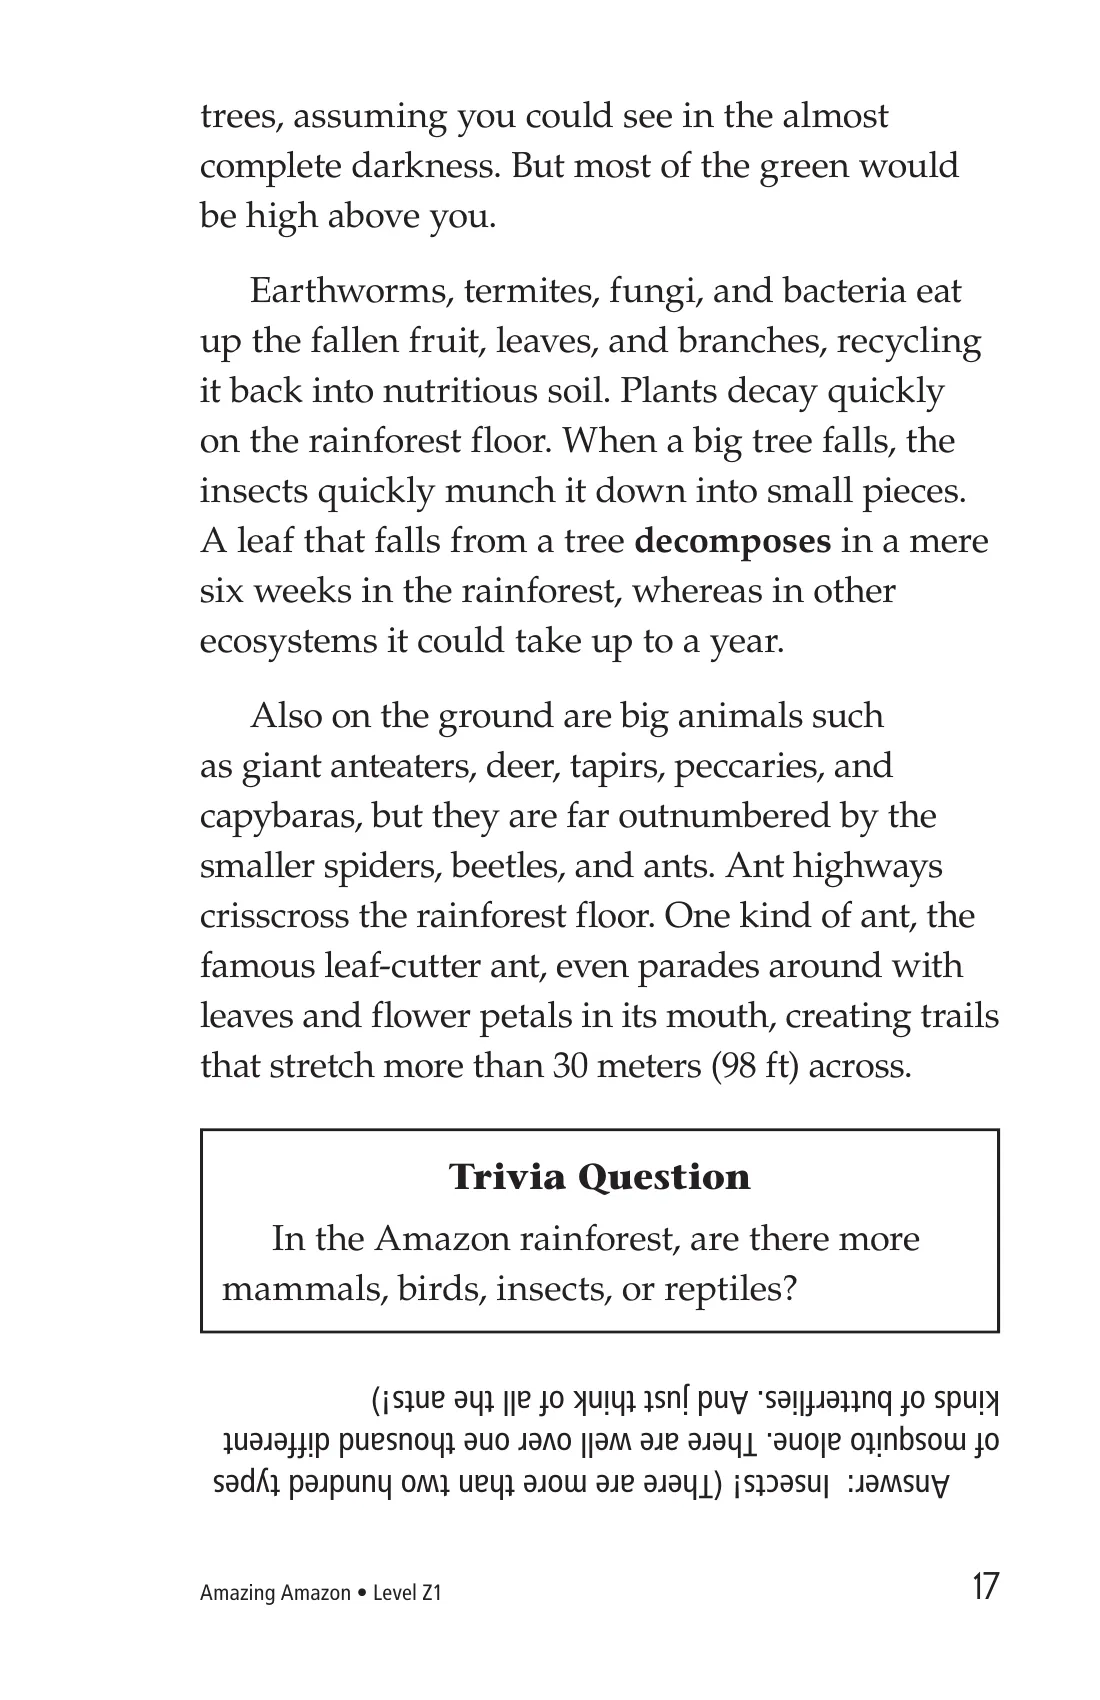 trees, assuming you could see in the almost
complete darkness. But most of the green would
be high above you.
Earthworms, termites, fungi, and bacteria eat
up the fallen fruit, leaves, and branches, recycling
it back into nutritious soil. Plants decay quickly
on the rainforest floor. When a big tree falls, the
insects quickly munch it down into small pieces.
A leaf that falls from a tree decomposes in a mere
six weeks in the rainforest, whereas in other
ecosystems it could take up to a year.
Also on the ground are big animals such
as giant anteaters, deer, tapirs, peccaries, and
capybaras, but they are far outnumbered by the
smaller spiders, beetles, and ants. Ant highways
crisscross the rainforest floor. One kind of ant, the
famous leaf-cutter ant, even parades around with
leaves and flower petals in its mouth, creating trails
that stretch more than 30 meters (98 ft) across.
Trivia Question
In the Amazon rainforest, are there more
mammals, birds, insects, or reptiles?
Answer: Insects! (There are more than two hundred types
of mosquito alone. There are well over one thousand different
kinds of butterflies. And just think of all the ants!)
Amazing Amazon • Level Z1
17